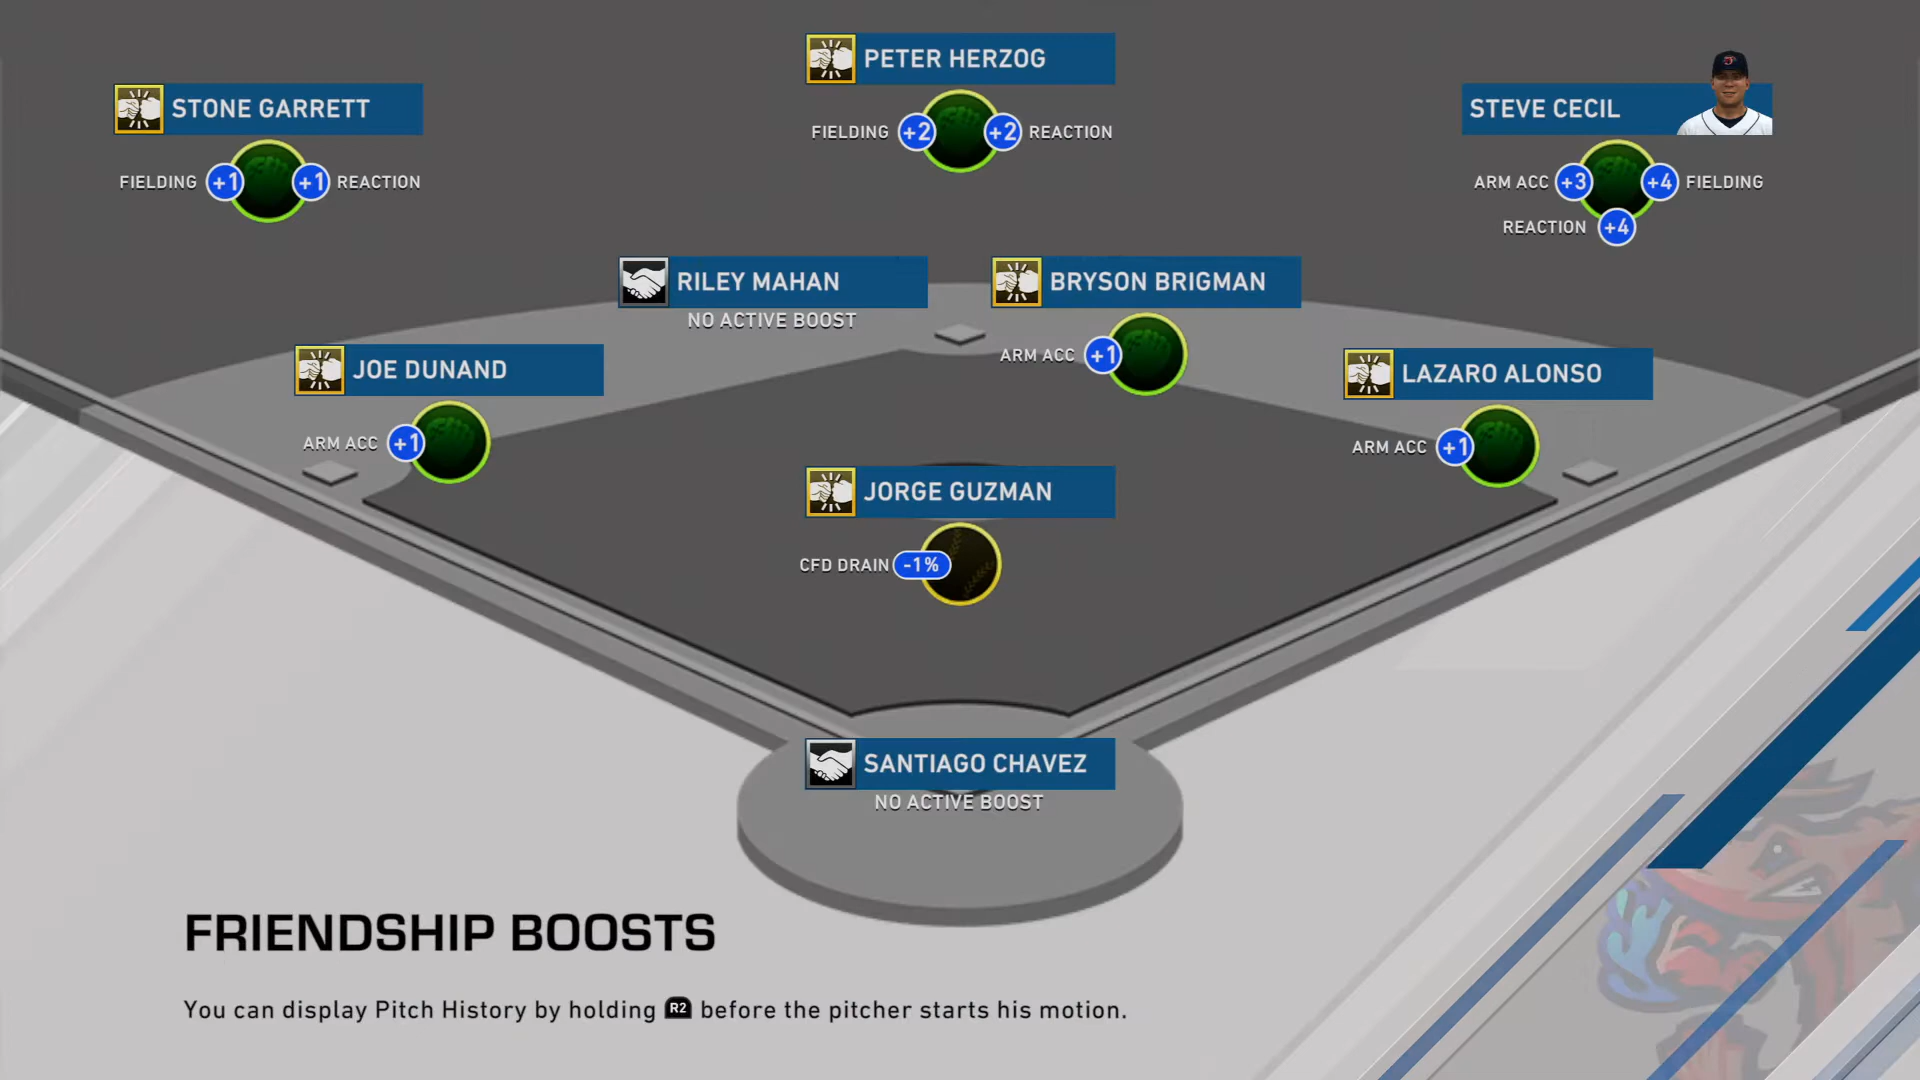 PETER HERZOG
FIELDING +2 +2 REACTION
STONE GARRETT
FIELDING +1 +1 REACTION
STEVE CECIL
ARM ACC +3 +4 FIELDING
REACTION +4
RILEY MAHAN
NO ACTIVE BOOST
BRYSON BRIGMAN
ARM ACC +1
JOE DUNAND
ARM ACC +1
LAZARO ALONSO
ARM ACC +1
JORGE GUZMAN
CFD DRAIN -1%
SANTIAGO CHAVEZ
NO ACTIVE BOOST
FRIENDSHIP BOOSTS
You can display Pitch History by holding R2 before the pitcher starts his motion.